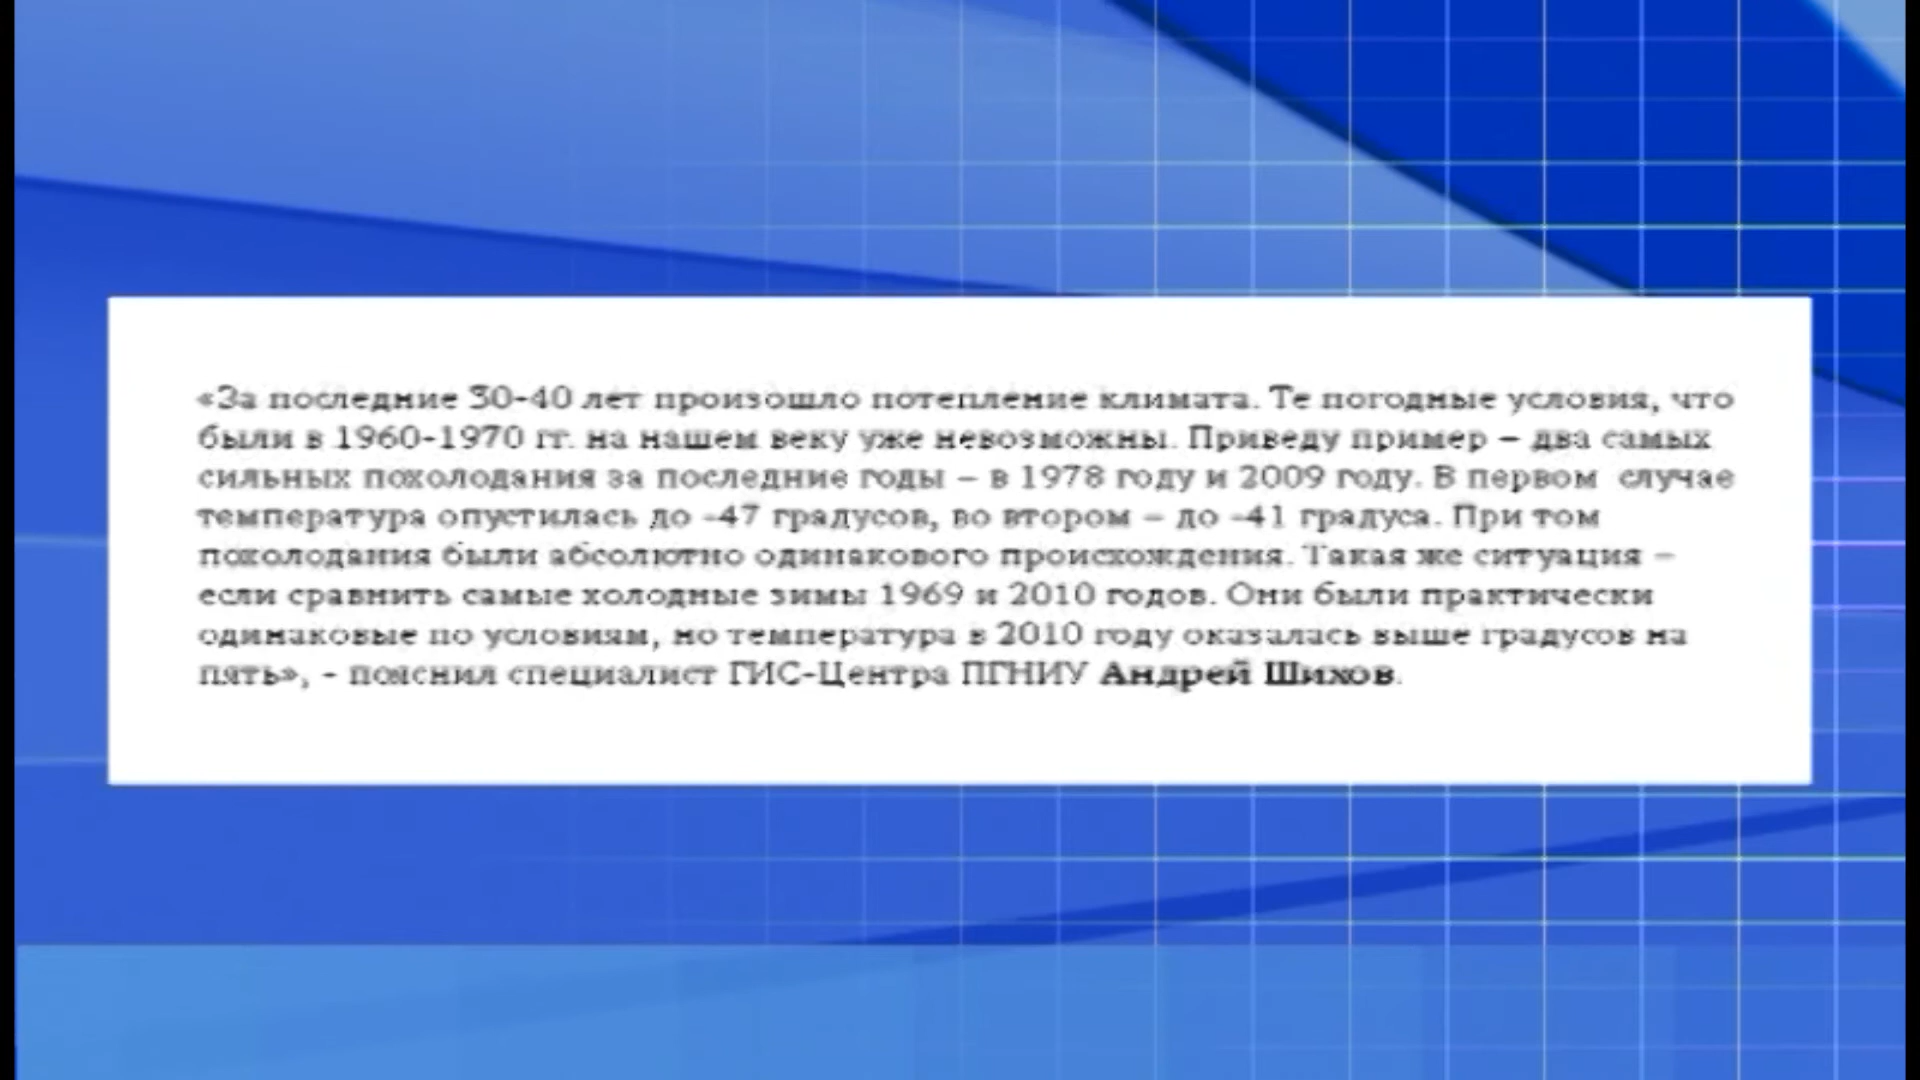 «За последние 30-40 лет произошло потепление климата. Те погодные условия, что
были в 1960-1970 гг. на нашем веку уже невозможны. Приведу пример – два самых
сильных похолодания за последние годы – в 1978 году и 2009 году. В первом случае
температура опустилась до -47 градусов, во втором – до -41 градуса. При том
похолодания были абсолютно одинакового происхождения. Такая же ситуация –
если сравнить самые холодные зимы 1969 и 2010 годов. Они были практически
одинаковые по условиям, но температура в 2010 году оказалась выше градусов на
пять», - пояснил специалист ГИС-Центра ПГНИУ Андрей Шихов.